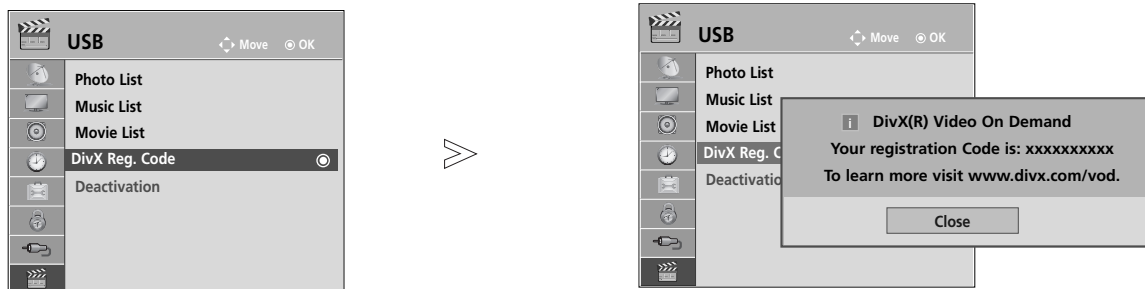 USB
Move OK
Photo List
Music List
Movie List
DivX Reg. Code
Deactivation
USB
Move OK
Photo List
Music List
Movie List
DivX Reg. C
Deactivatio
i DivX(R) Video On Demand
Your registration Code is: xxxxxxxxxx
To learn more visit www.divx.com/vod.
Close